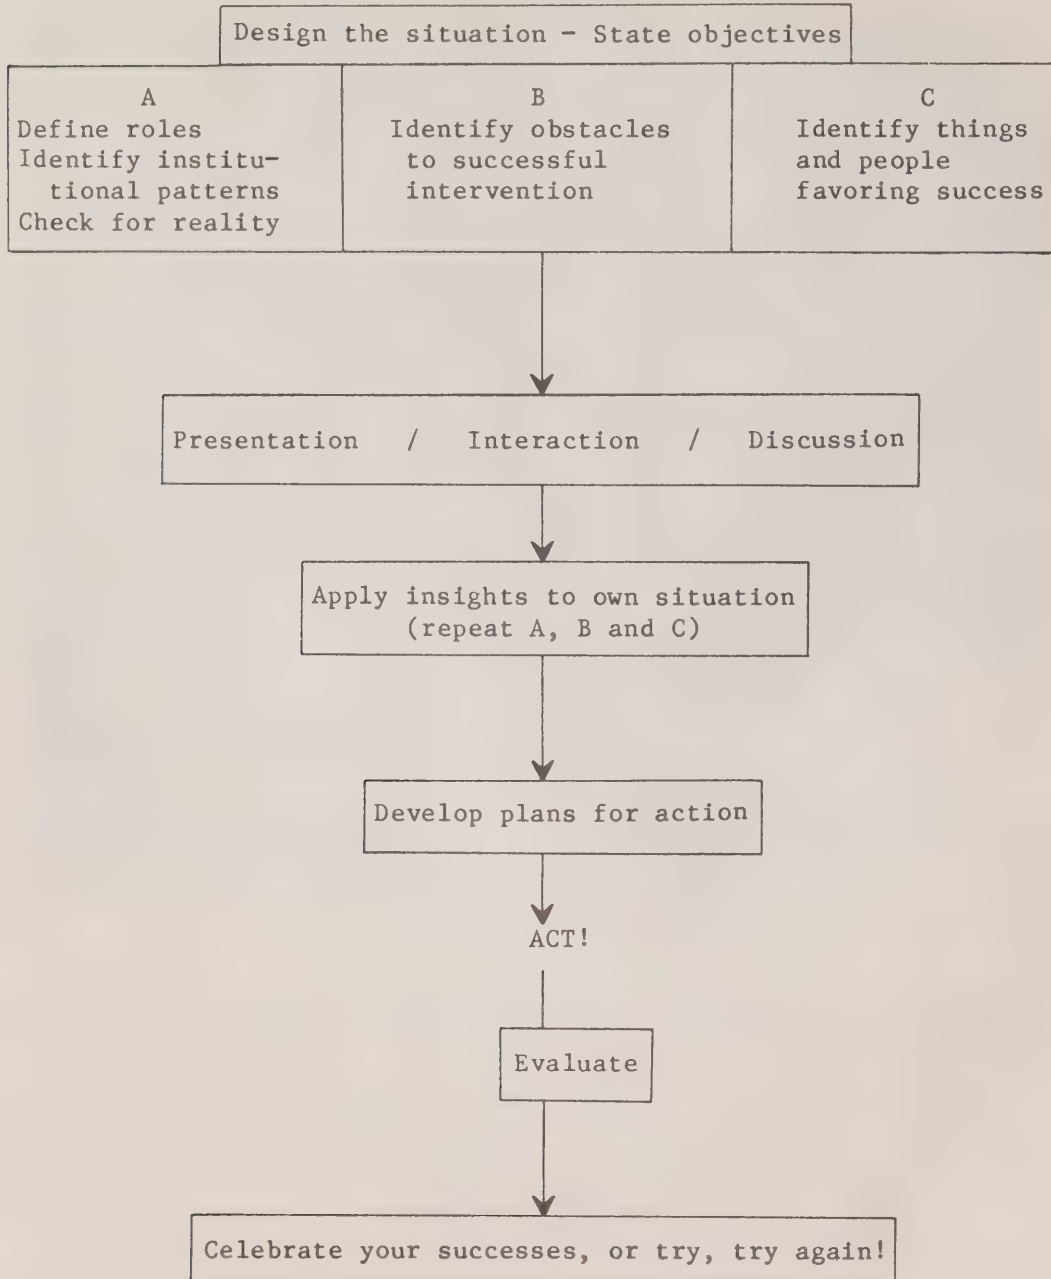 Design the situation - State objectives
A
Define roles
Identify institu-
tional patterns
Check for reality
B
Identify obstacles
to successful
intervention
C
Identify things
and people
favoring success
Presentation / Interaction / Discussion
Apply insights to own situation
(repeat A, B and C)
Develop plans for action
ACT!
Evaluate
Celebrate your successes, or try, try again!